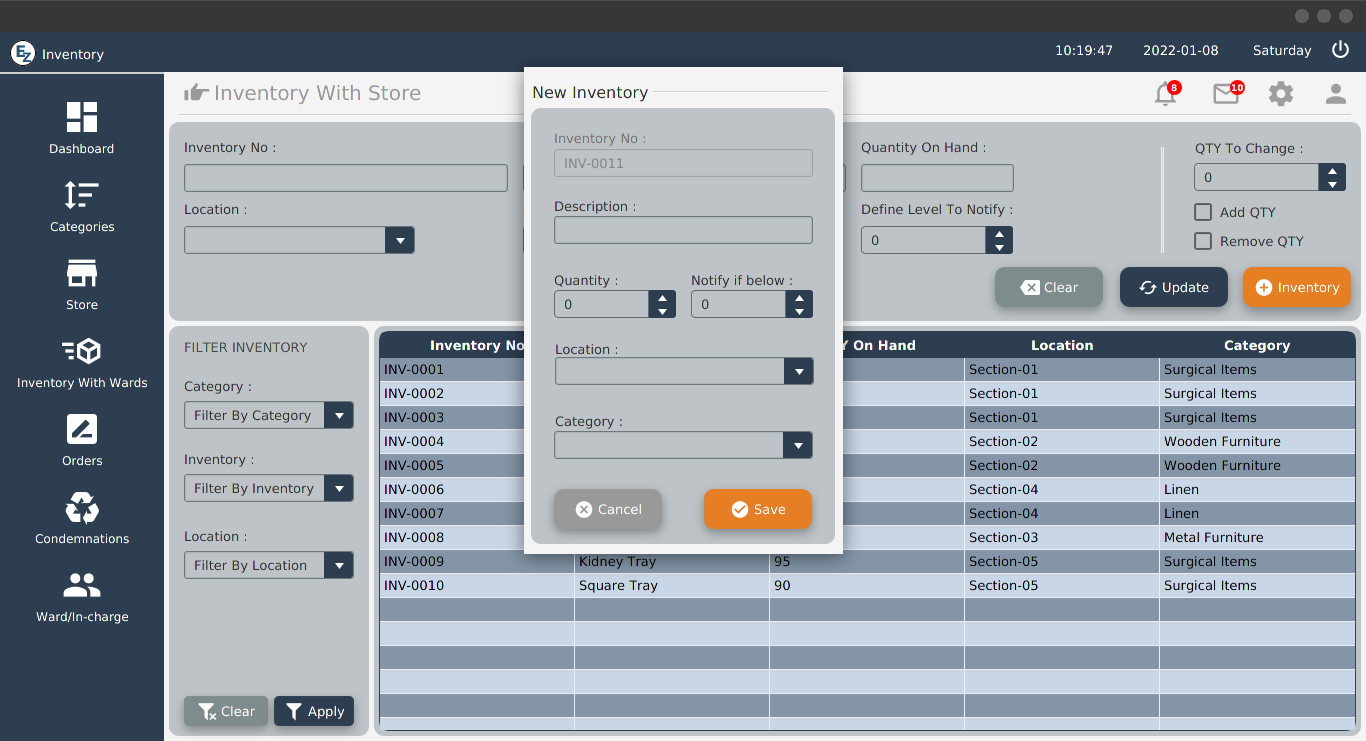 EZ Inventory
10:19:47 2022-01-08 Saturday
Dashboard
Categories
Store
Inventory With Wards
Orders
Condemnations
Ward/In-charge
Inventory With Store
8
10
Inventory No :
Location :
Quantity On Hand :
Define Level To Notify :
0
QTY To Change :
0
Add QTY
Remove QTY
Clear
Update
Inventory
New Inventory
Inventory No :
INV-0011
Description :
Quantity :
0
Notify if below :
0
Location :
Category :
Cancel
Save
FILTER INVENTORY
Category :
Filter By Category
Inventory :
Filter By Inventory
Location :
Filter By Location
Clear
Apply
Inventory No On Hand Location Category
INV-0001 Section-01 Surgical Items
INV-0002 Section-01 Surgical Items
INV-0003 Section-01 Surgical Items
INV-0004 Section-02 Wooden Furniture
INV-0005 Section-02 Wooden Furniture
INV-0006 Section-04 Linen
INV-0007 Section-04 Linen
INV-0008 Section-03 Metal Furniture
INV-0009 Kidney Tray 95 Section-05 Surgical Items
INV-0010 Square Tray 90 Section-05 Surgical Items